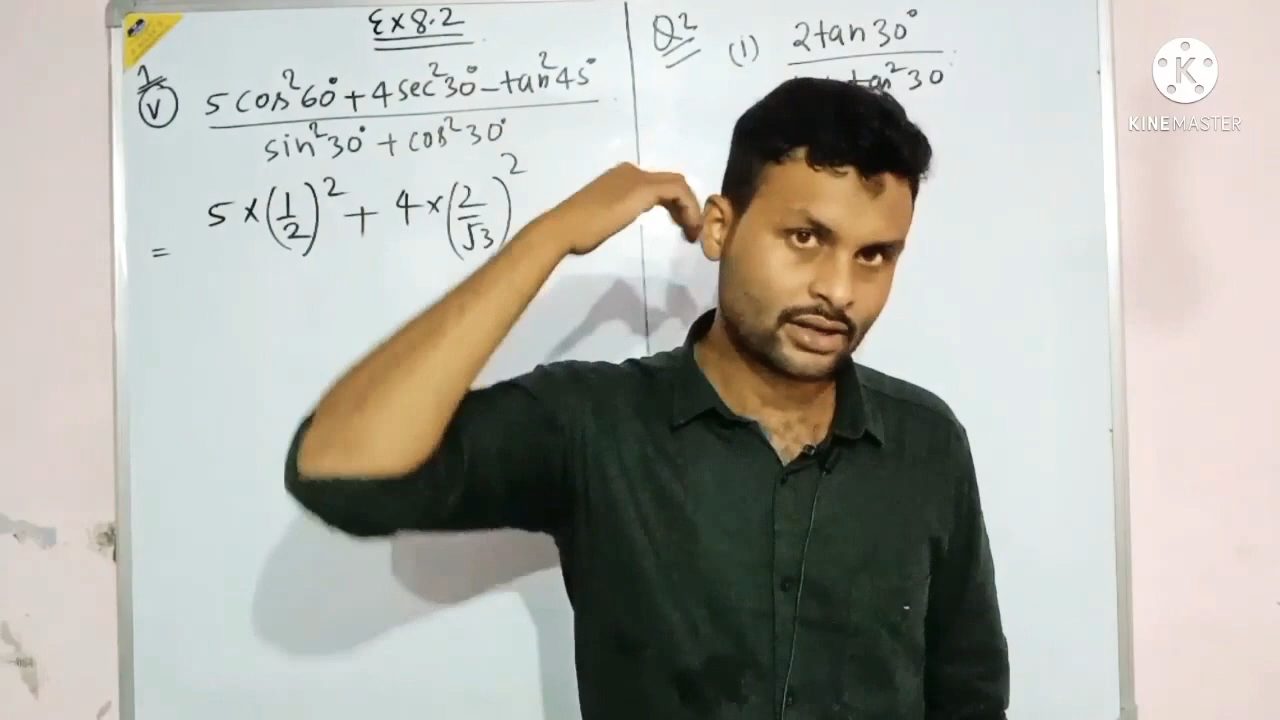 Ex 8.2
1
(v) 5cos²60° + 4sec²30° - tan²45°
sin²30° + cos²30°
= 5 × (1/2)² + 4 × (2/√3)²
Q2 (i) 2tan30°
tan²30
KINEMASTER